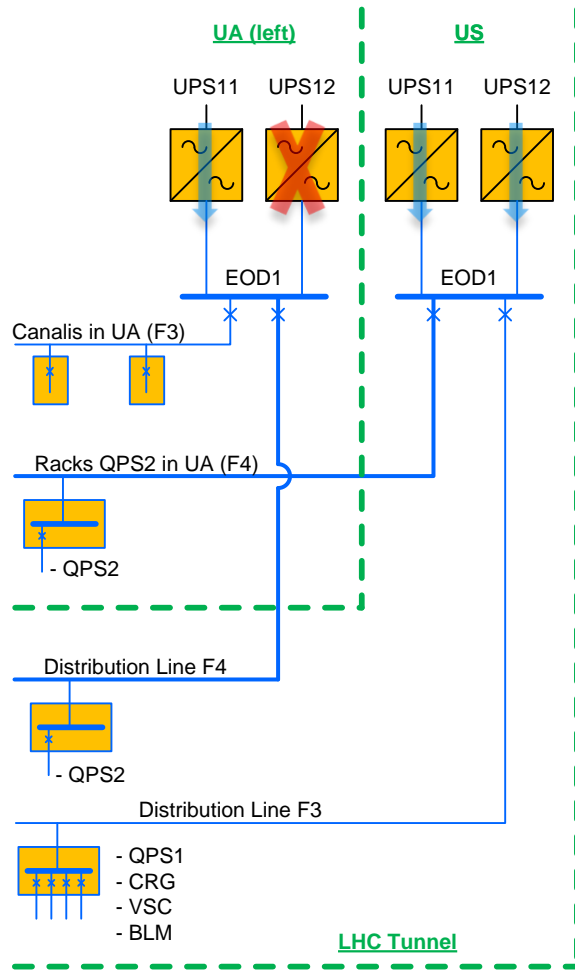 UA (left)
US
UPS11
UPS12
UPS11
UPS12
EOD1
EOD1
Canalis in UA (F3)
Racks QPS2 in UA (F4)
- QPS2
Distribution Line F4
- QPS2
Distribution Line F3
- QPS1
- CRG
- VSC
- BLM
LHC Tunnel